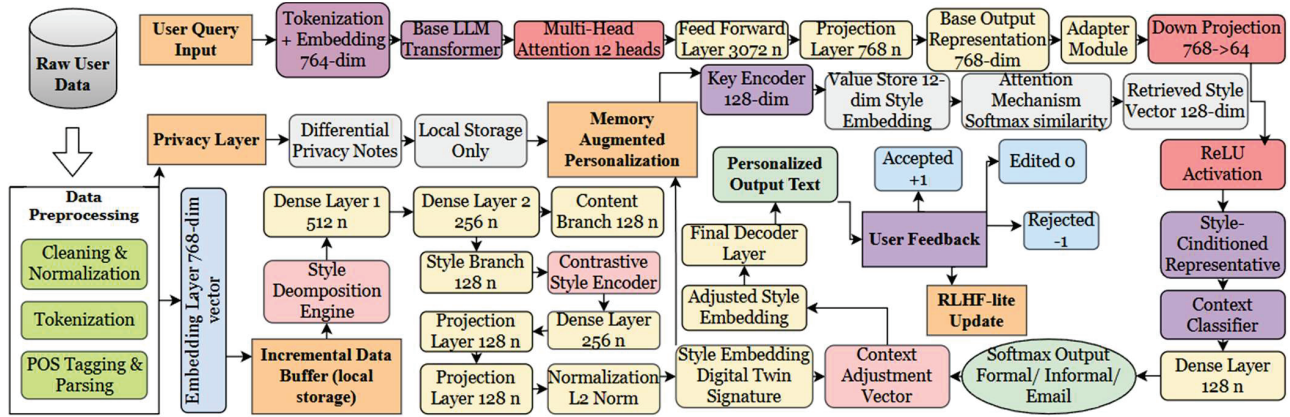 Raw User
Data
User Query
Input
Tokenization
+ Embedding
764-dim
Base LLM
Transformer
Multi-Head
Attention 12 heads
Feed Forward
Layer 3072 n
Projection
Layer 768 n
Base Output
Representation
768-dim
Adapter
Module
Down Projection
768->64
Key Encoder
128-dim
Value Store 12-
dim Style
Embedding
Attention
Mechanism
Softmax similarity
Retrieved Style
Vector 128-dim
Privacy Layer
Differential
Privacy Notes
Local Storage
Only
Memory
Augmented
Personalization
Personalized
Output Text
Accepted
+1
Edited 0
Rejected
-1
User Feedback
RLHF-lite
Update
ReLU
Activation
Style-
Cinditioned
Representative
Context
Classifier
Dense Layer
128 n
Data
Preprocessing
Cleaning &
Normalization
Tokenization
POS Tagging &
Parsing
Embedding Layer 768-dim
vector
Dense Layer 1
512 n
Dense Layer 2
256 n
Content
Branch 128 n
Style
Deomposition
Engine
Style Branch
128 n
Contrastive
Style Encoder
Final Decoder
Layer
Adjusted Style
Embedding
Incremental Data
Buffer (local
storage)
Projection
Layer 128 n
Dense Layer
256 n
Projection
Layer 128 n
Normalization
L2 Norm
Style Embedding
Digital Twin
Signature
Context
Adjustment
Vector
Softmax Output
Formal/ Informal/
Email